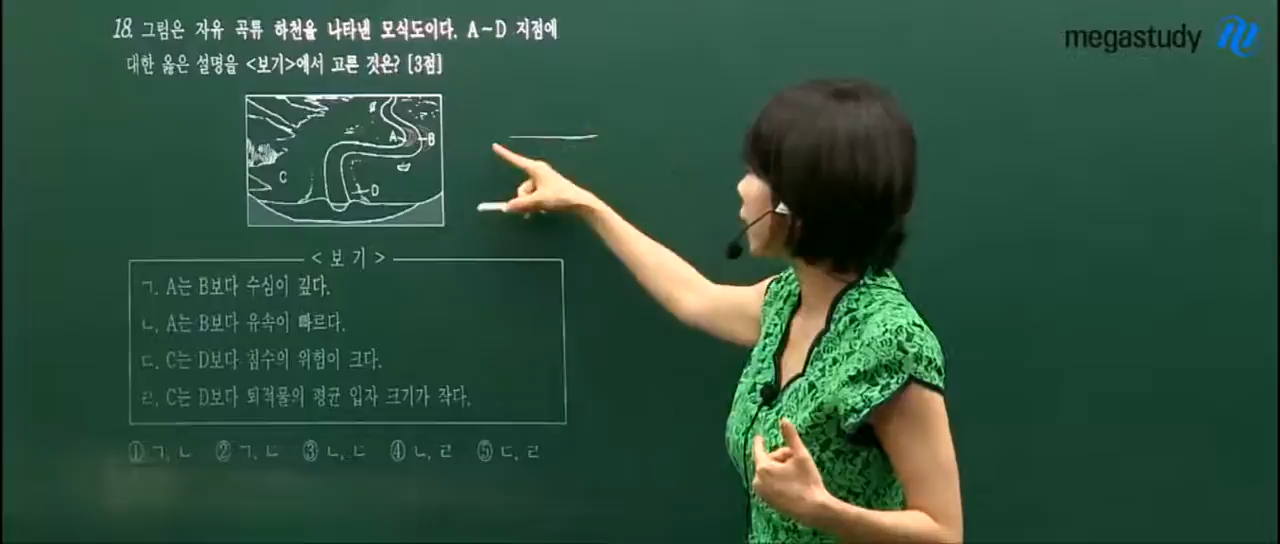 18. 그림은 자유 곡류 하천을 나타낸 모식도이다. A~D 지점에
대한 옳은 설명을 <보기>에서 고른 것은? [3점]
megastudy
A
B
C
D
<보 기>
ㄱ. A는 B보다 수심이 깊다.
ㄴ. A는 B보다 유속이 빠르다.
ㄷ. C는 D보다 침수의 위험이 크다.
ㄹ. C는 D보다 퇴적물의 평균 입자 크기가 작다.
① ㄱ, ㄴ ② ㄱ, ㄷ ③ ㄴ, ㄷ ④ ㄴ, ㄹ ⑤ ㄷ, ㄹ